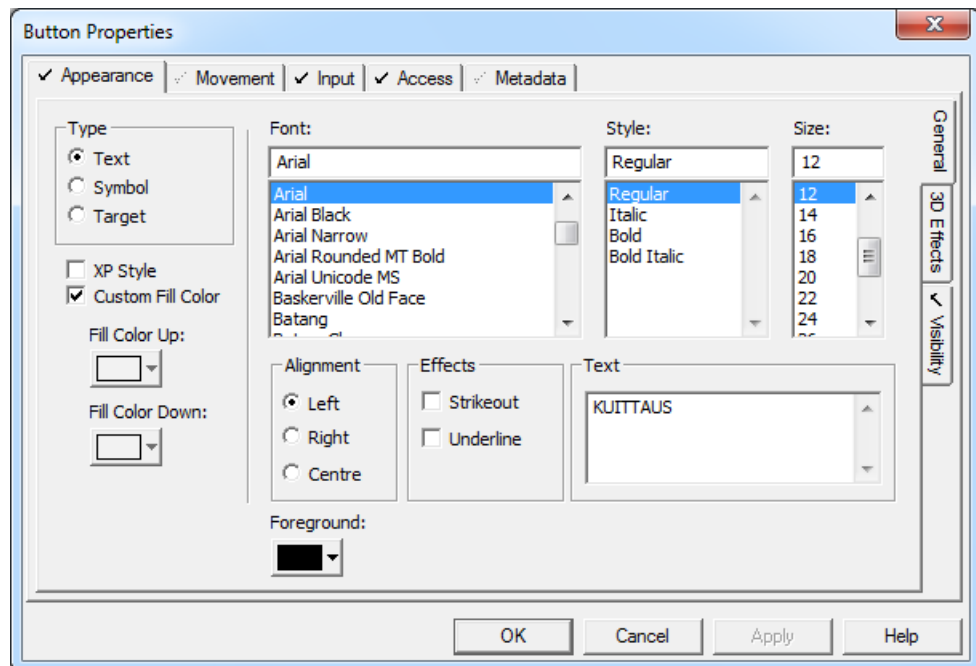 Button Properties
Appearance Movement Input Access Metadata
General
3D Effects
Visibility
Type
Text
Symbol
Target
XP Style
Custom Fill Color
Fill Color Up:
Fill Color Down:
Font:
Arial
Arial
Arial Black
Arial Narrow
Arial Rounded MT Bold
Arial Unicode MS
Baskerville Old Face
Batang
Style:
Regular
Regular
Italic
Bold
Bold Italic
Size:
12
12
14
16
18
20
22
24
Alignment
Left
Right
Centre
Effects
Strikeout
Underline
Text
KUITTAUS
Foreground:
OK Cancel Apply Help